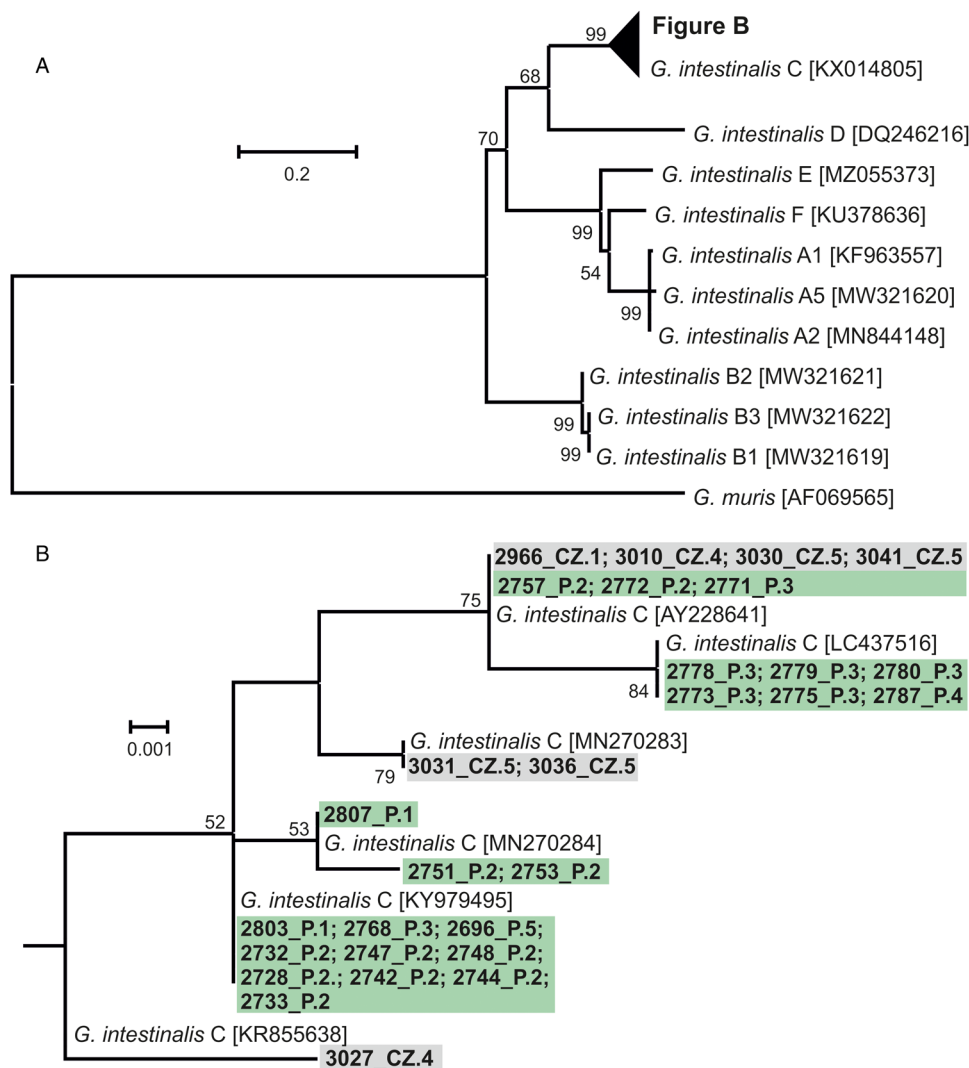 A
99
Figure B
G. intestinalis C [KX014805]
68
G. intestinalis D [DQ246216]
70
0.2
G. intestinalis E [MZ055373]
G. intestinalis F [KU378636]
99
G. intestinalis A1 [KF963557]
54
G. intestinalis A5 [MW321620]
99
G. intestinalis A2 [MN844148]
G. intestinalis B2 [MW321621]
G. intestinalis B3 [MW321622]
99
G. intestinalis B1 [MW321619]
99
G. muris [AF069565]
B
2966_CZ.1; 3010_CZ.4; 3030_CZ.5; 3041_CZ.5
2757_P.2; 2772_P.2; 2771_P.3
75
G. intestinalis C [AY228641]
G. intestinalis C [LC437516]
2778_P.3; 2779_P.3; 2780_P.3
84
2773_P.3; 2775_P.3; 2787_P.4
0.001
G. intestinalis C [MN270283]
79
3031_CZ.5; 3036_CZ.5
2807_P.1
52
53
G. intestinalis C [MN270284]
2751_P.2; 2753_P.2
G. intestinalis C [KY979495]
2803_P.1; 2768_P.3; 2696_P.5;
2732_P.2; 2747_P.2; 2748_P.2;
2728_P.2.; 2742_P.2; 2744_P.2;
2733_P.2
G. intestinalis C [KR855638]
3027_CZ.4